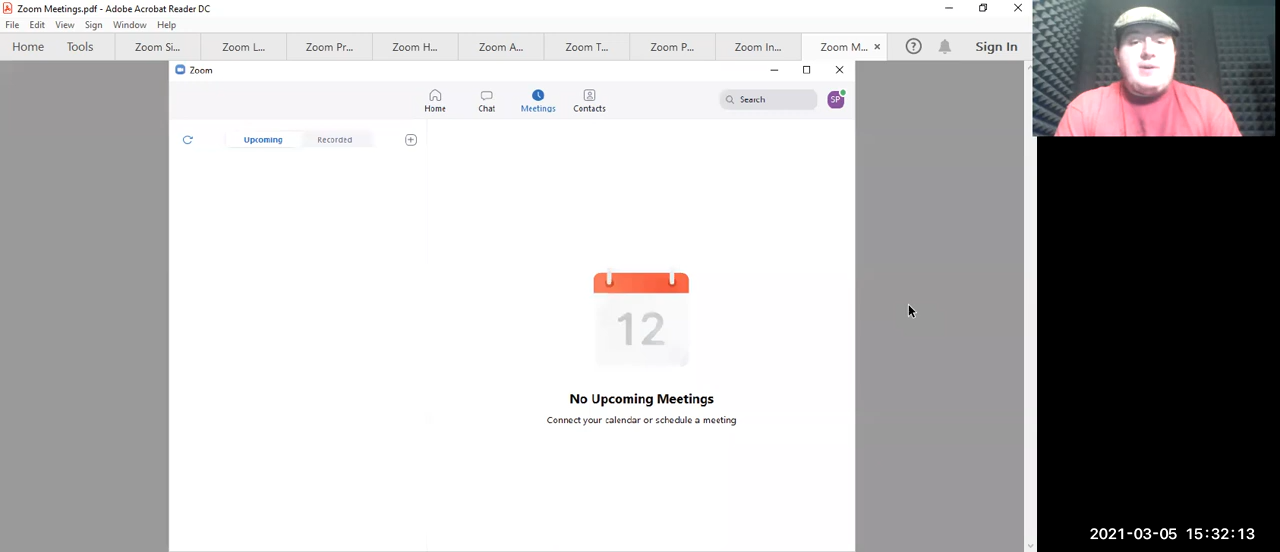 Zoom Meetings.pdf - Adobe Acrobat Reader DC
File Edit View Sign Window Help
Home Tools Zoom Si... Zoom L... Zoom Pr... Zoom H... Zoom A... Zoom T... Zoom P... Zoom In... Zoom M... Sign In
Zoom
Home Chat Meetings Contacts Search SP
Upcoming Recorded
12
No Upcoming Meetings
Connect your calendar or schedule a meeting
2021-03-05 15:32:13